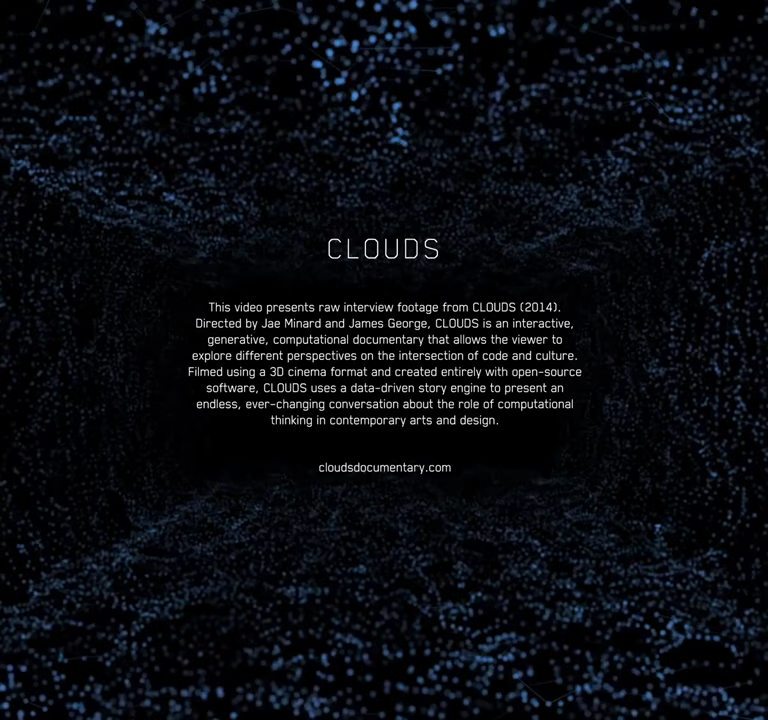 CLOUDS
This video presents raw interview footage from CLOUDS (2014).
Directed by Jae Minard and James George, CLOUDS is an interactive,
generative, computational documentary that allows the viewer to
explore different perspectives on the intersection of code and culture.
Filmed using a 3D cinema format and created entirely with open-source
software, CLOUDS uses a data-driven story engine to present an
endless, ever-changing conversation about the role of computational
thinking in contemporary arts and design.
cloudsdocumentary.com